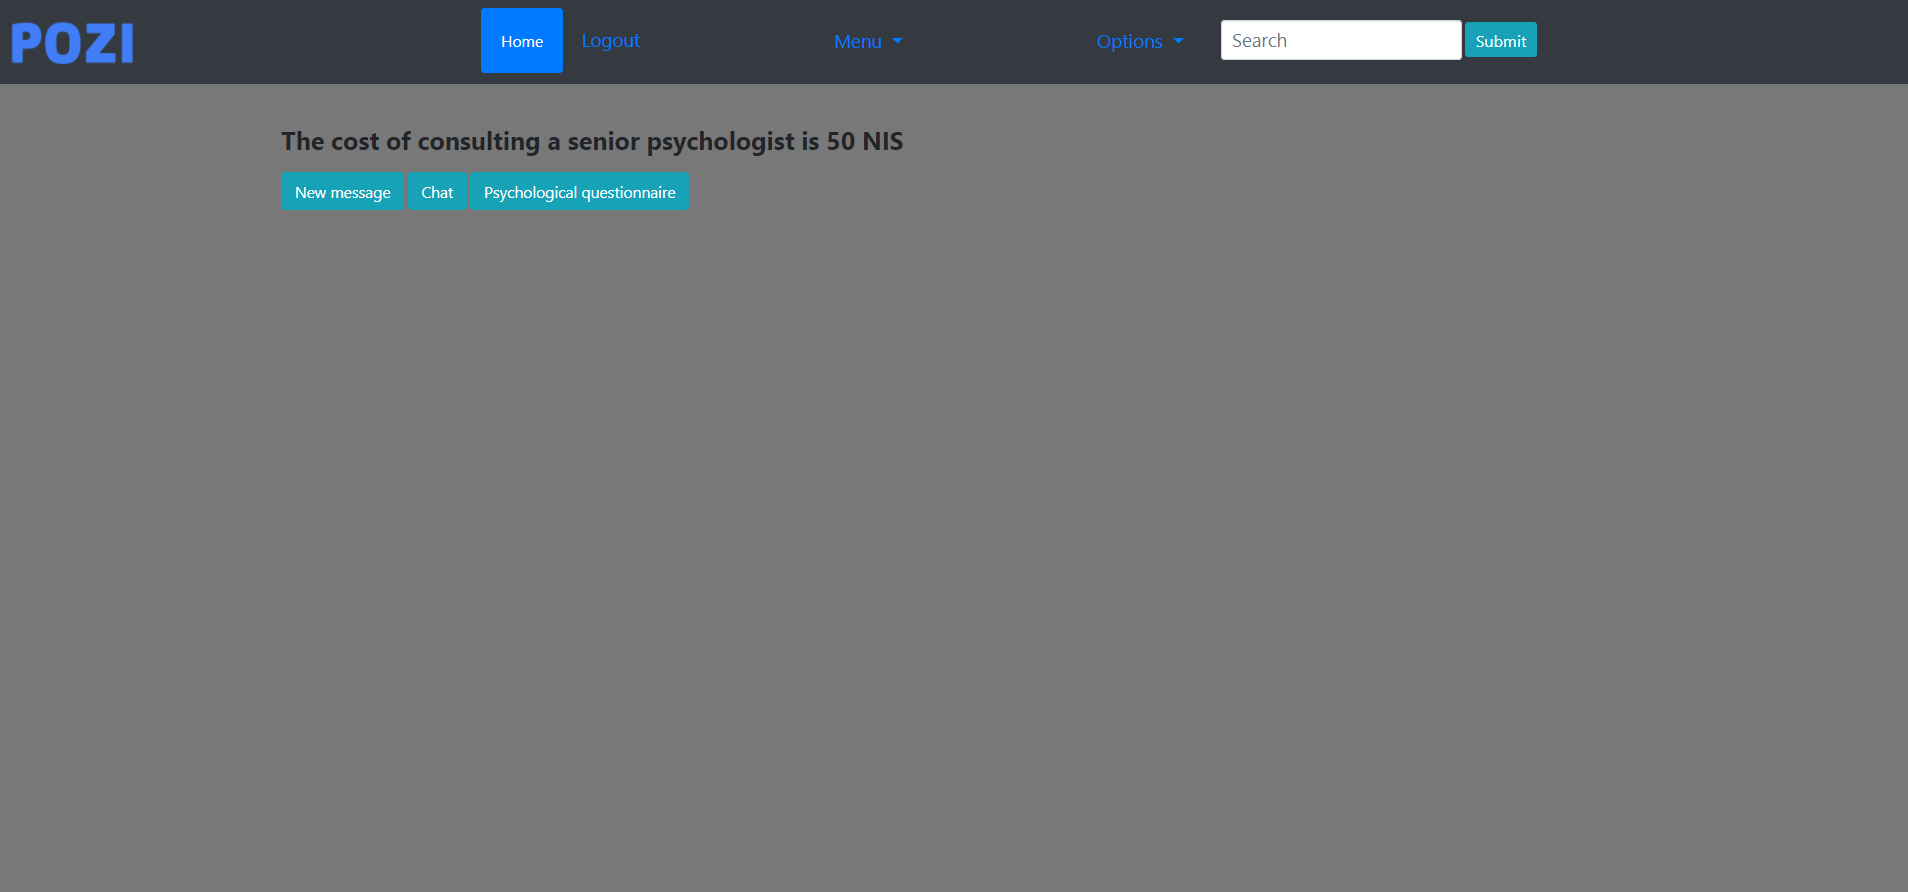 POZI
Home Logout Menu Options Search Submit
The cost of consulting a senior psychologist is 50 NIS
New message Chat Psychological questionnaire